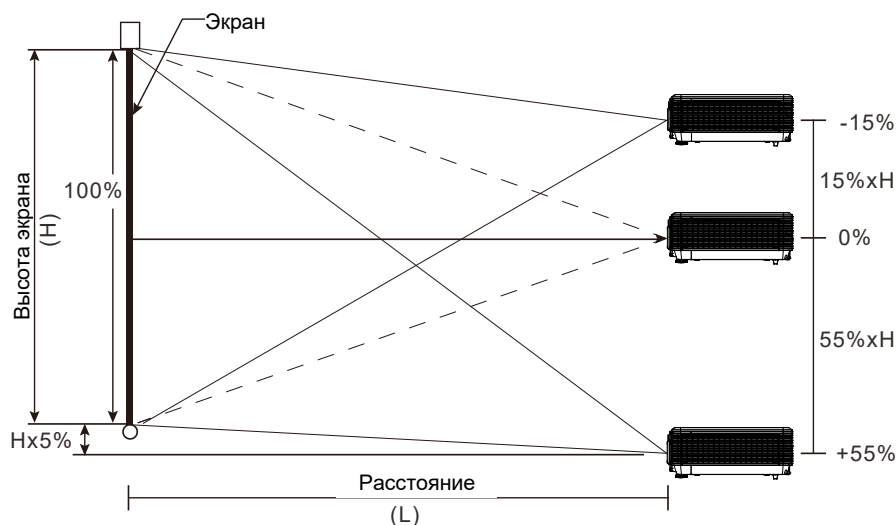 Экран
-15%
100%
15%xH
Высота экрана
(H)
0%
55%xH
Hx5%
+55%
Расстояние
(L)